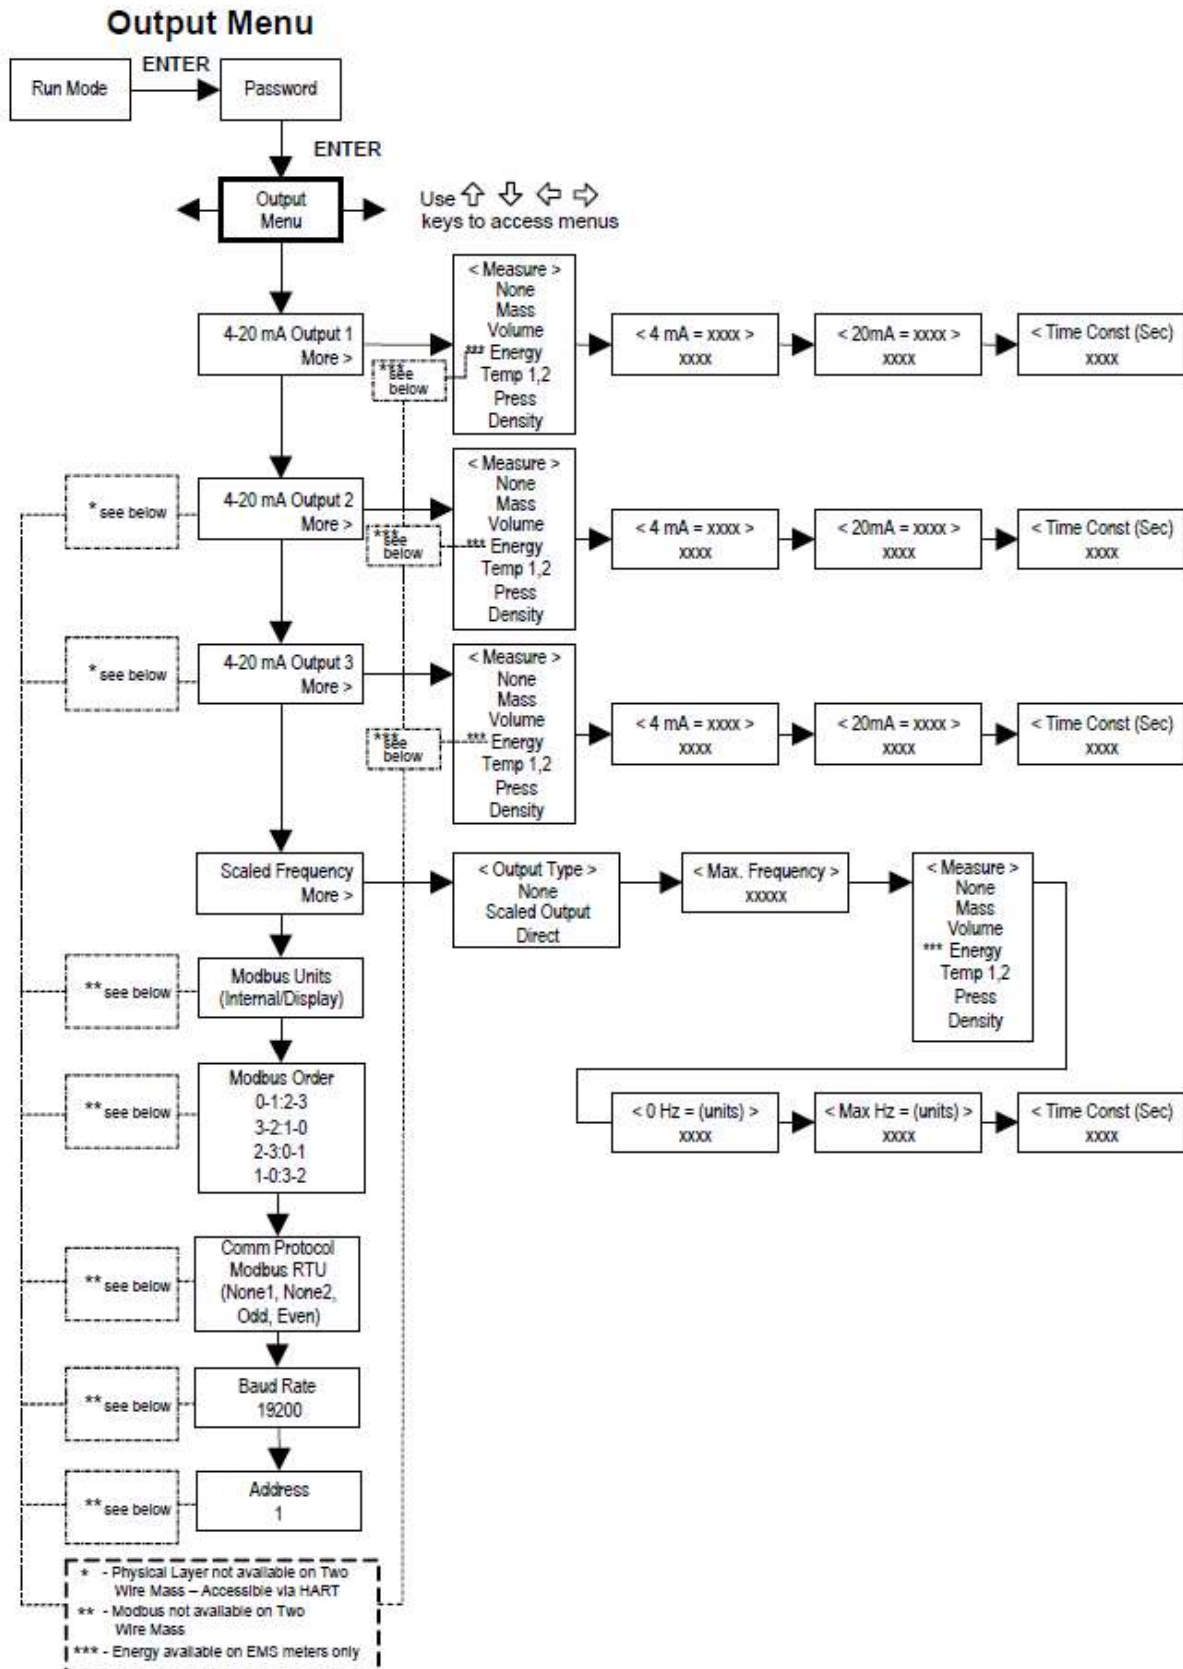 Output Menu
Run Mode
ENTER
Password
ENTER
Output
Menu
Use
keys to access menus
4-20 mA Output 1
More >
***
see
below
< Measure >
None
Mass
Volume
*** Energy
Temp 1,2
Press
Density
< 4 mA = xxxx >
xxxx
< 20mA = xxxx >
xxxx
< Time Const (Sec)
xxxx
* see below
4-20 mA Output 2
More >
***
see
below
< Measure >
None
Mass
Volume
*** Energy
Temp 1,2
Press
Density
< 4 mA = xxxx >
xxxx
< 20mA = xxxx >
xxxx
< Time Const (Sec)
xxxx
* see below
4-20 mA Output 3
More >
***
see
below
< Measure >
None
Mass
Volume
*** Energy
Temp 1,2
Press
Density
< 4 mA = xxxx >
xxxx
< 20mA = xxxx >
xxxx
< Time Const (Sec)
xxxx
Scaled Frequency
More >
< Output Type >
None
Scaled Output
Direct
< Max. Frequency >
xxxxx
< Measure >
None
Mass
Volume
*** Energy
Temp 1,2
Press
Density
< 0 Hz = (units) >
xxxx
< Max Hz = (units) >
xxxx
< Time Const (Sec)
xxxx
** see below
Modbus Units
(Internal/Display)
** see below
Modbus Order
0-1:2-3
3-2:1-0
2-3:0-1
1-0:3-2
** see below
Comm Protocol
Modbus RTU
(None1, None2,
Odd, Even)
** see below
Baud Rate
19200
** see below
Address
1
* - Physical Layer not available on Two
Wire Mass – Accessible via HART
** - Modbus not available on Two
Wire Mass
*** - Energy available on EMS meters only